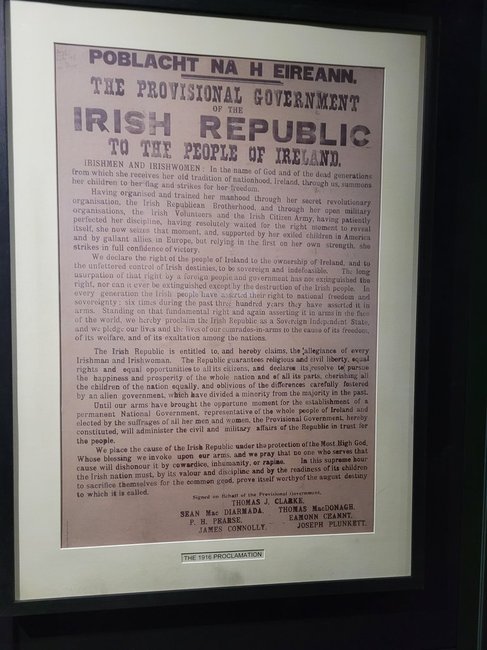 POBLACHT NA H EIREANN.
THE PROVISIONAL GOVERNMENT
OF THE
IRISH REPUBLIC
TO THE PEOPLE OF IRELAND.
IRISHMEN AND IRISHWOMEN: In the name of God and of the dead generations
from which she receives her old tradition of nationhood, Ireland, through us, summons
her children to her flag and strikes for her freedom.
Having organised and trained her manhood through her secret revolutionary
organisation, the Irish Republican Brotherhood, and through her open military
organisations, the Irish Volunteers and the Irish Citizen Army, having patiently
perfected her discipline, having resolutely waited for the right moment to reveal
itself, she now seizes that moment, and, supported by her exiled children in America
and by gallant allies in Europe, but relying in the first on her own strength, she
strikes in full confidence of victory.
We declare the right of the people of Ireland to the ownership of Ireland, and to
the unfettered control of Irish destinies, to be sovereign and indefeasible. The long
usurpation of that right by a foreign people and government has not extinguished the
right, nor can it ever be extinguished except by the destruction of the Irish people. In
every generation the Irish people have asserted their right to national freedom and
sovereignty: six times during the past three hundred years they have asserted it in
arms. Standing on that fundamental right and again asserting it in arms in the face
of the world, we hereby proclaim the Irish Republic as a Sovereign Independent State,
and we pledge our lives and the lives of our comrades-in-arms to the cause of its freedom,
of its welfare, and of its exaltation among the nations.
The Irish Republic is entitled to, and hereby claims, the allegiance of every
Irishman and Irishwoman. The Republic guarantees religious and civil liberty, equal
rights and equal opportunities to all its citizens, and declares its resolve to pursue
the happiness and prosperity of the whole nation and of all its parts, cherishing all
the children of the nation equally, and oblivious of the differences carefully fostered
by an alien government, which have divided a minority from the majority in the past.
Until our arms have brought the opportune moment for the establishment of a
permanent National Government, representative of the whole people of Ireland and
elected by the suffrages of all her men and women, the Provisional Government, hereby
constituted, will administer the civil and military affairs of the Republic in trust for
the people.
We place the cause of the Irish Republic under the protection of the Most High God,
Whose blessing we invoke upon our arms, and we pray that no one who serves that
cause will dishonour it by cowardice, inhumanity, or rapine. In this supreme hour
the Irish nation must, by its valour and discipline and by the readiness of its children
to sacrifice themselves for the common good, prove itself worthy of the august destiny
to which it is called.
Signed on Behalf of the Provisional Government,
THOMAS J. CLARKE,
SEAN Mac DIARMADA, THOMAS MacDONAGH,
P. H. PEARSE, EAMONN CEANNT,
JAMES CONNOLLY, JOSEPH PLUNKETT.
THE 1916 PROCLAMATION